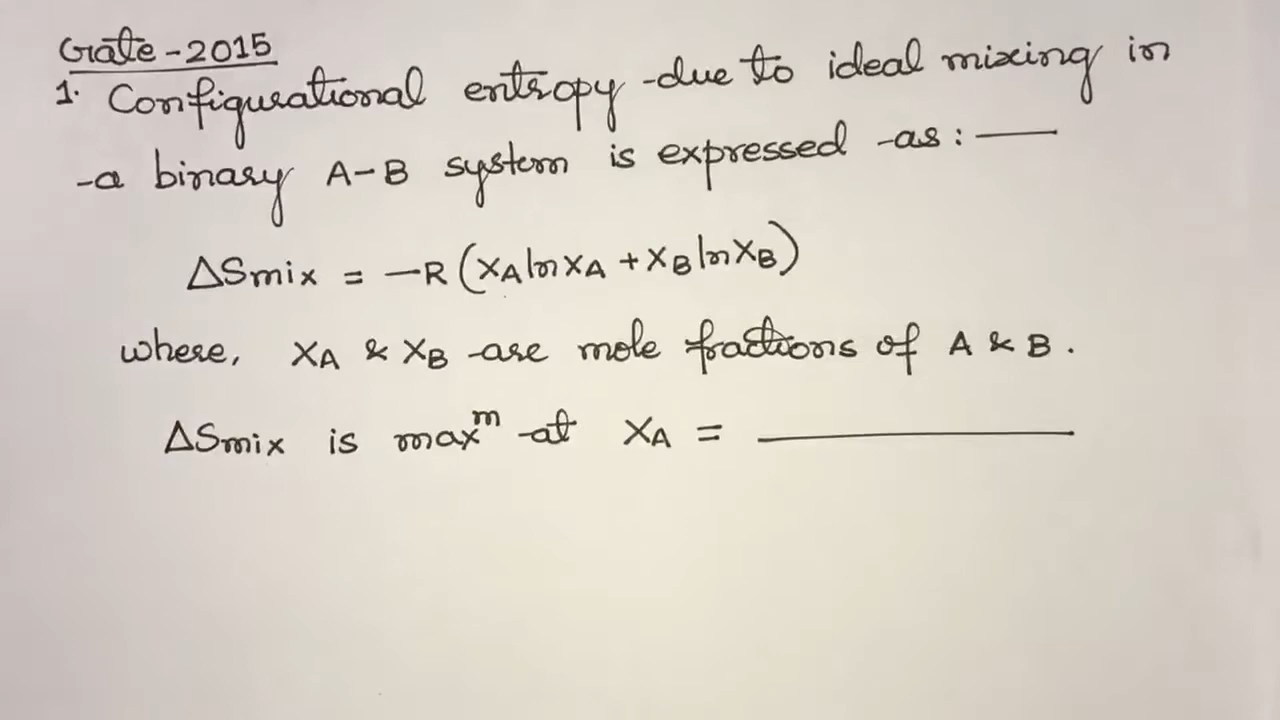 Gate - 2015
1. Configurational entropy due to ideal mixing in
a binary A-B system is expressed as : —
ΔSmix = -R (XA ln XA + XB ln XB)
where, XA & XB are mole fractions of A & B.
ΔSmix is maxᵐ at XA = ________